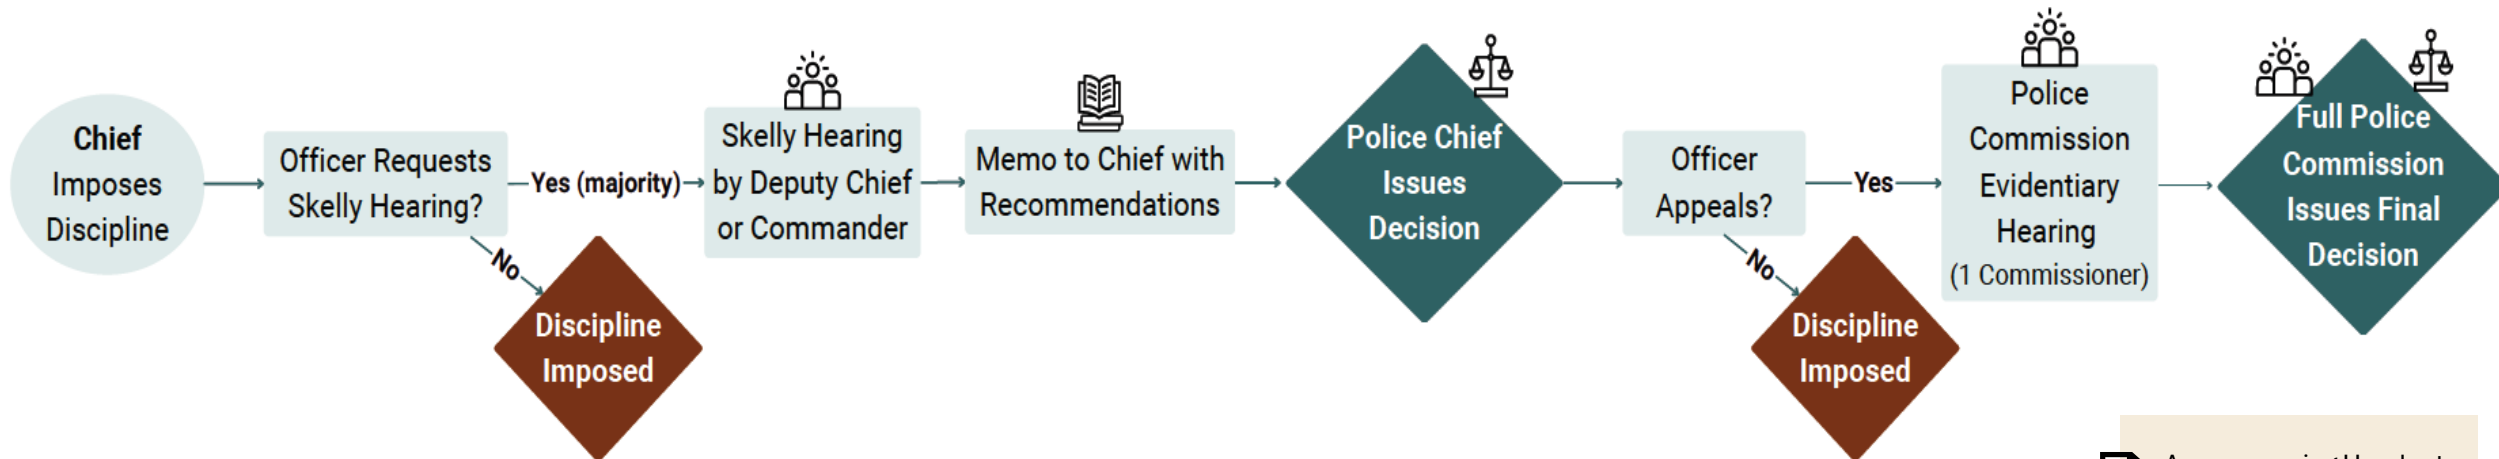 Chief
Imposes
Discipline
Officer Requests
Skelly Hearing?
Yes (majority)
No
Discipline
Imposed
Skelly Hearing
by Deputy Chief
or Commander
Memo to Chief with
Recommendations
Police Chief
Issues
Decision
Officer
Appeals?
Yes
No
Discipline
Imposed
Police
Commission
Evidentiary
Hearing
(1 Commissioner)
Full Police
Commission
Issues Final
Decision